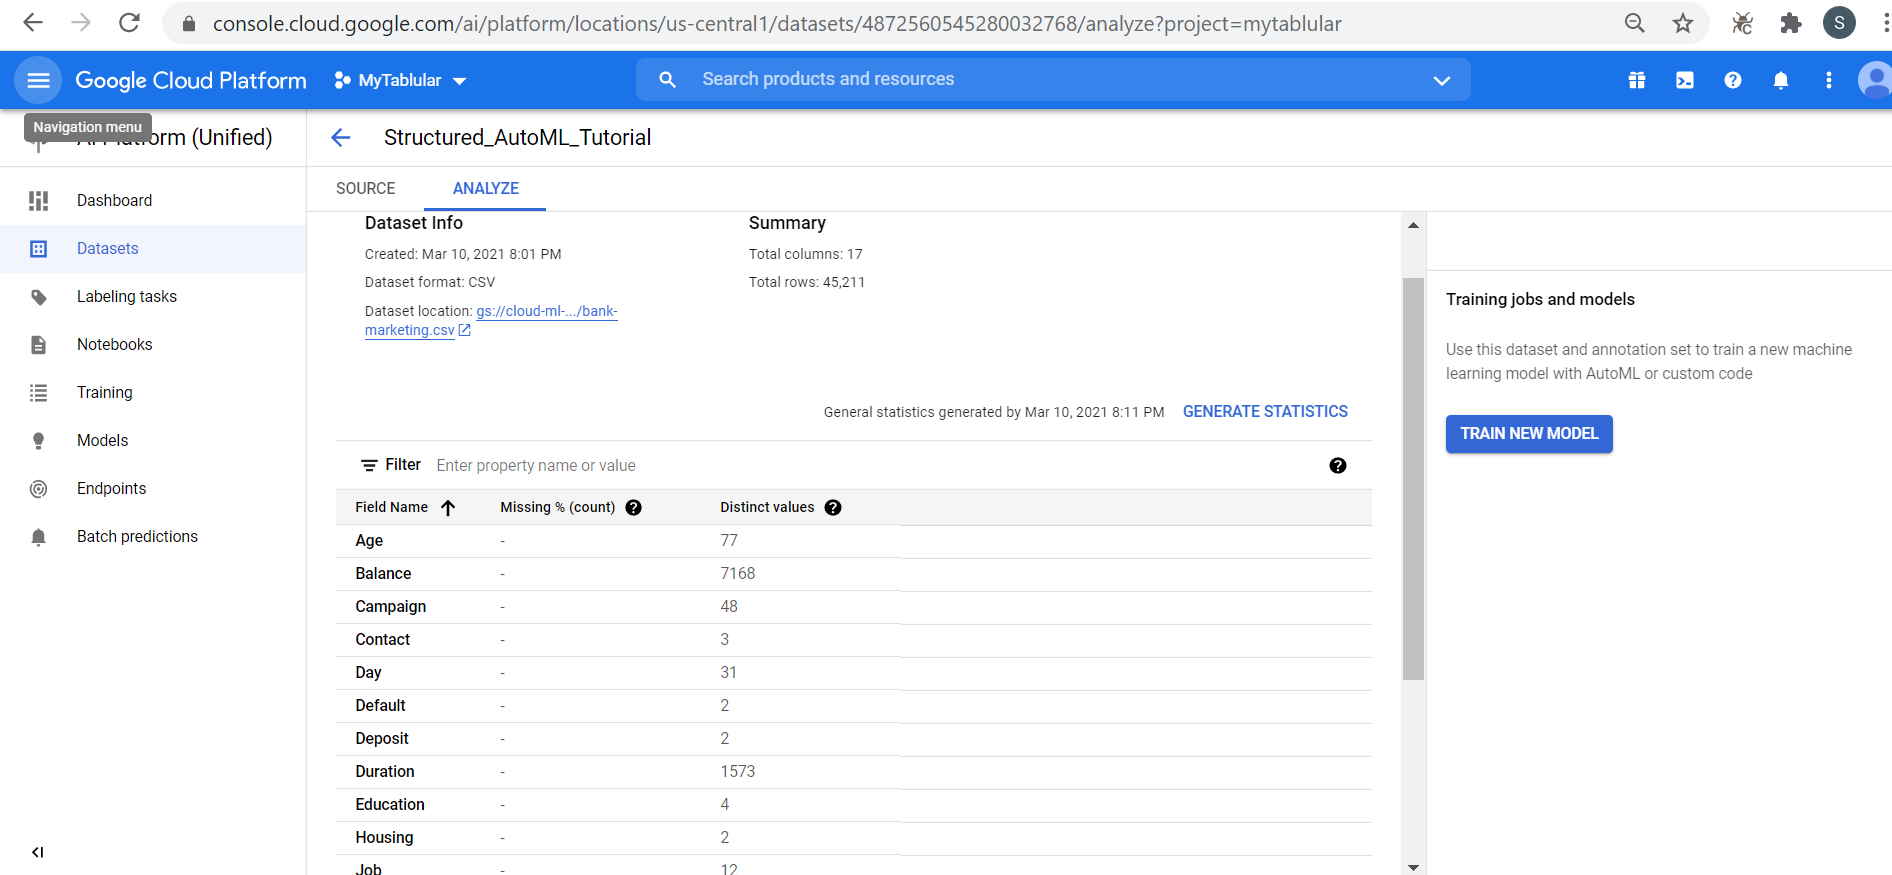 console.cloud.google.com/ai/platform/locations/us-central1/datasets/4872560545280032768/analyze?project=mytablular
S
Google Cloud Platform
MyTablular
Search products and resources
Navigation menu
AI Platform (Unified)
Structured_AutoML_Tutorial
SOURCE
ANALYZE
Dashboard
Datasets
Labeling tasks
Notebooks
Training
Models
Endpoints
Batch predictions
Dataset Info
Created: Mar 10, 2021 8:01 PM
Dataset format: CSV
Dataset location: gs://cloud-ml-.../bank-
marketing.csv
Summary
Total columns: 17
Total rows: 45,211
General statistics generated by Mar 10, 2021 8:11 PM GENERATE STATISTICS
Filter Enter property name or value
Field Name Missing % (count) Distinct values
Age - 77
Balance - 7168
Campaign - 48
Contact - 3
Day - 31
Default - 2
Deposit - 2
Duration - 1573
Education - 4
Housing - 2
Job - 12
Training jobs and models
Use this dataset and annotation set to train a new machine
learning model with AutoML or custom code
TRAIN NEW MODEL